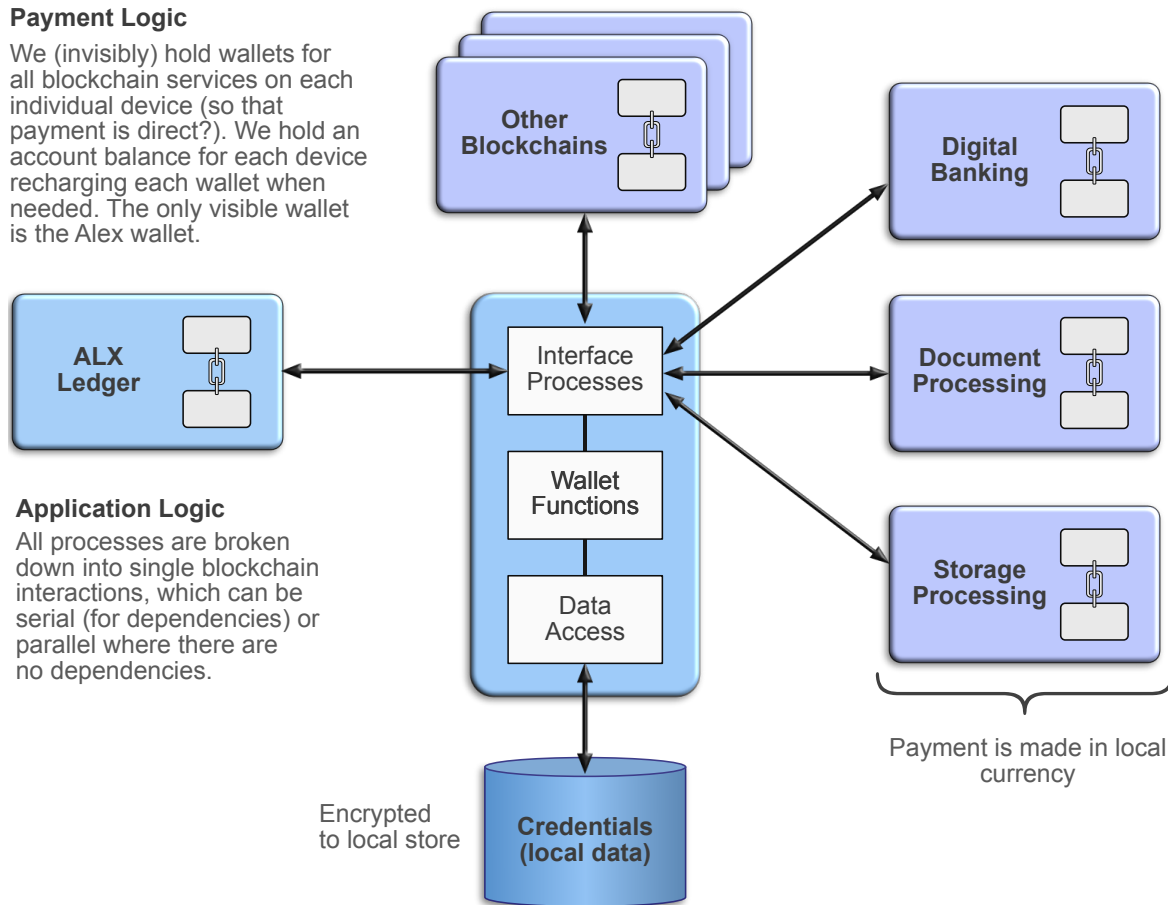 Payment Logic
We (invisibly) hold wallets for
all blockchain services on each
individual device (so that
payment is direct?). We hold an
account balance for each device
recharging each wallet when
needed. The only visible wallet
is the Alex wallet.
Other
Blockchains
Digital
Banking
ALX
Ledger
Interface
Processes
Document
Processing
Wallet
Functions
Application Logic
All processes are broken
down into single blockchain
interactions, which can be
serial (for dependencies) or
parallel where there are
no dependencies.
Data
Access
Storage
Processing
Payment is made in local
currency
Encrypted
to local store
Credentials
(local data)